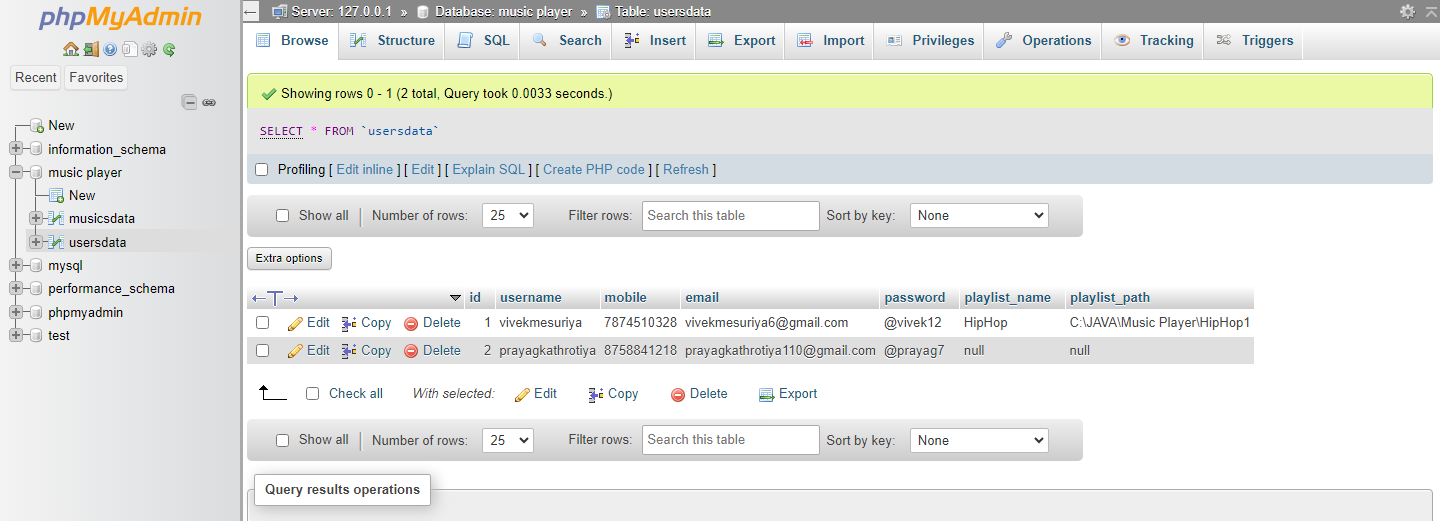 phpMyAdmin
Recent Favorites
New
information_schema
music player
New
musicsdata
usersdata
mysql
performance_schema
phpmyadmin
test
Server: 127.0.0.1 » Database: music player » Table: usersdata
Browse Structure SQL Search Insert Export Import Privileges Operations Tracking Triggers
Showing rows 0 - 1 (2 total, Query took 0.0033 seconds.)
SELECT * FROM `usersdata`
Profiling [ Edit inline ] [ Edit ] [ Explain SQL ] [ Create PHP code ] [ Refresh ]
Show all Number of rows: 25 Filter rows: Search this table Sort by key: None
Extra options
id username mobile email password playlist_name playlist_path
Edit Copy Delete 1 vivekmesuriya 7874510328 vivekmesuriya6@gmail.com @vivek12 HipHop C:\JAVA\Music Player\HipHop1
Edit Copy Delete 2 prayagkathrotiya 8758841218 prayagkathrotiya110@gmail.com @prayag7 null null
Check all With selected: Edit Copy Delete Export
Show all Number of rows: 25 Filter rows: Search this table Sort by key: None
Query results operations